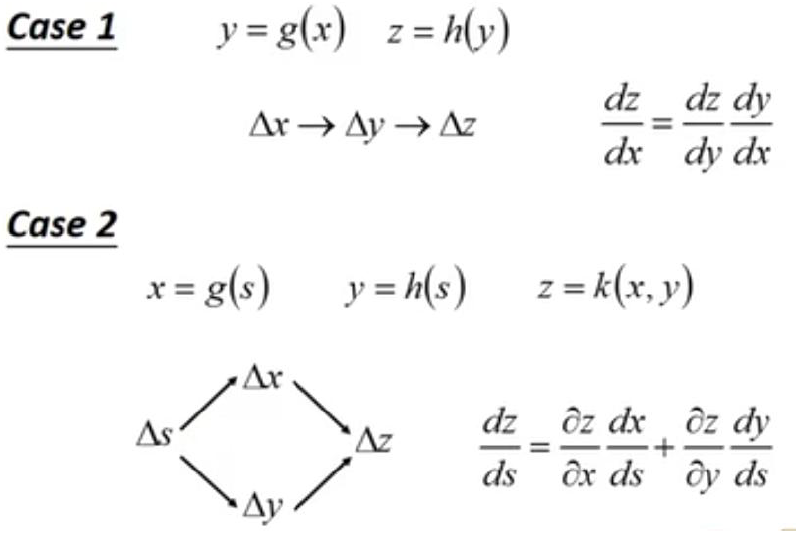 Case 1 y = g(x) z = h(y)
Δx → Δy → Δz dz/dx = dz/dy dy/dx
Case 2
x = g(s) y = h(s) z = k(x, y)
Δx
Δs Δz dz/ds = ∂z/∂x dx/ds + ∂z/∂y dy/ds
Δy